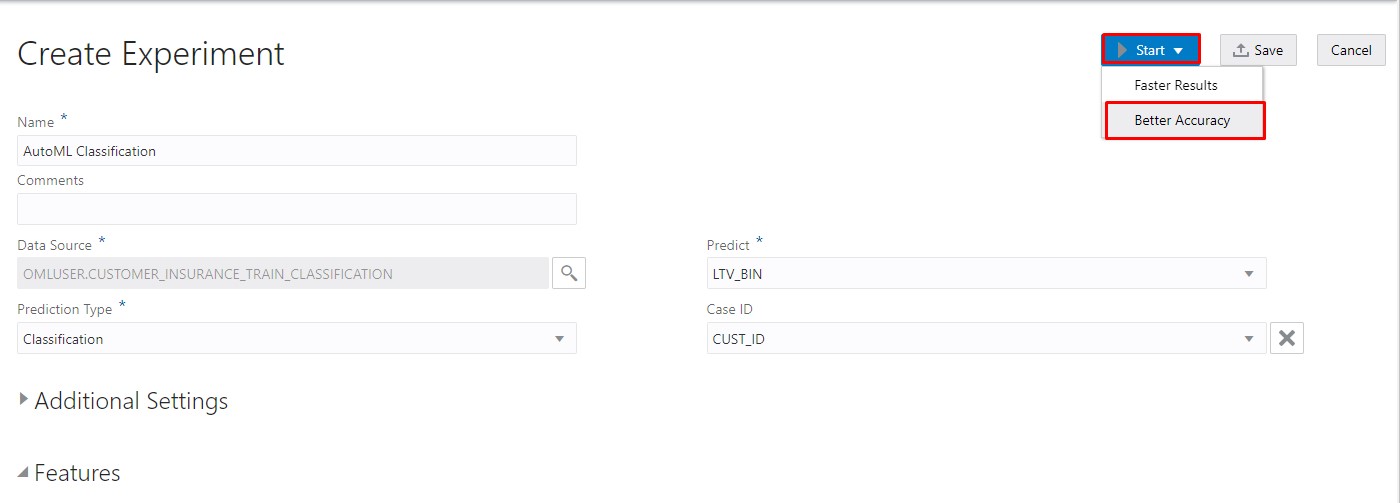 Create Experiment
Start
Save
Cancel
Faster Results
Better Accuracy
Name *
AutoML Classification
Comments
Data Source *
OMLUSER.CUSTOMER_INSURANCE_TRAIN_CLASSIFICATION
Predict *
LTV_BIN
Prediction Type *
Classification
Case ID
CUST_ID
Additional Settings
Features